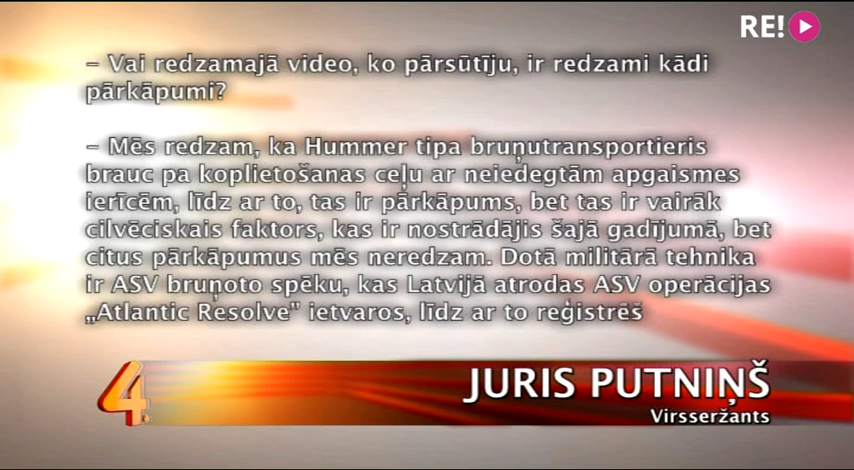 RE!
– Vai redzamajā video, ko pārsūtīju, ir redzami kādi
pārkāpumi?
– Mēs redzam, ka Hummer tipa bruņutransportieris
brauc pa koplietošanas ceļu ar neiedegtām apgaismes
ierīcēm, līdz ar to, tas ir pārkāpums, bet tas ir vairāk
cilvēciskais faktors, kas ir nostrādājis šajā gadījumā, bet
citus pārkāpumus mēs neredzam. Dotā militārā tehnika
ir ASV bruņoto spēku, kas Latvijā atrodas ASV operācijas
„Atlantic Resolve" ietvaros, līdz ar to reģistrēš
4.
JURIS PUTNIŅŠ
Virsseržants